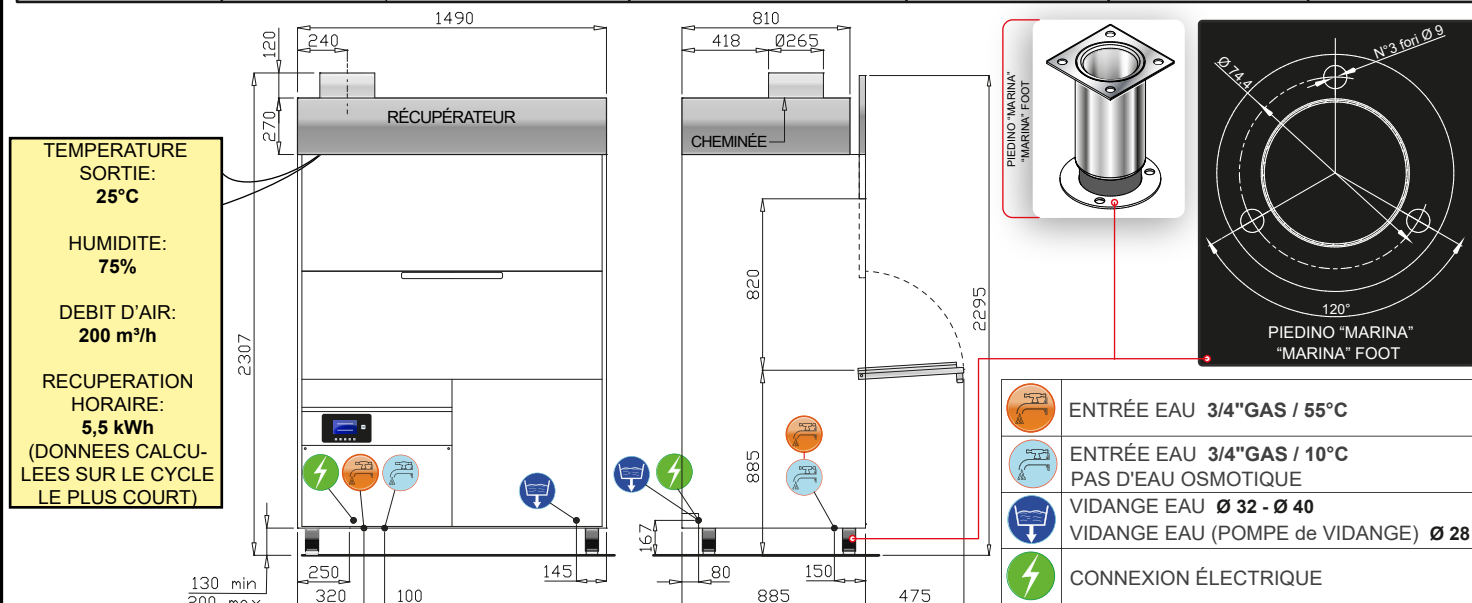 1490
810
240
120
418
Ø265
RÉCUPÉRATEUR
270
CHEMINÉE
TEMPERATURE
SORTIE:
25°C
HUMIDITE:
75%
DEBIT D'AIR:
200 m³/h
RECUPERATION
HORAIRE:
5,5 kWh
(DONNEES CALCU-
LEES SUR LE CYCLE
LE PLUS COURT)
2307
820
885
2295
167
130 min
200 max
250
145
320
100
80
150
885
475
PIEDINO "MARINA"
"MARINA" FOOT
Ø 74.4
N°3 fori Ø 9
120°
PIEDINO "MARINA"
"MARINA" FOOT
ENTRÉE EAU 3/4"GAS / 55°C
ENTRÉE EAU 3/4"GAS / 10°C
PAS D'EAU OSMOTIQUE
VIDANGE EAU Ø 32 - Ø 40
VIDANGE EAU (POMPE de VIDANGE) Ø 28
CONNEXION ÉLECTRIQUE